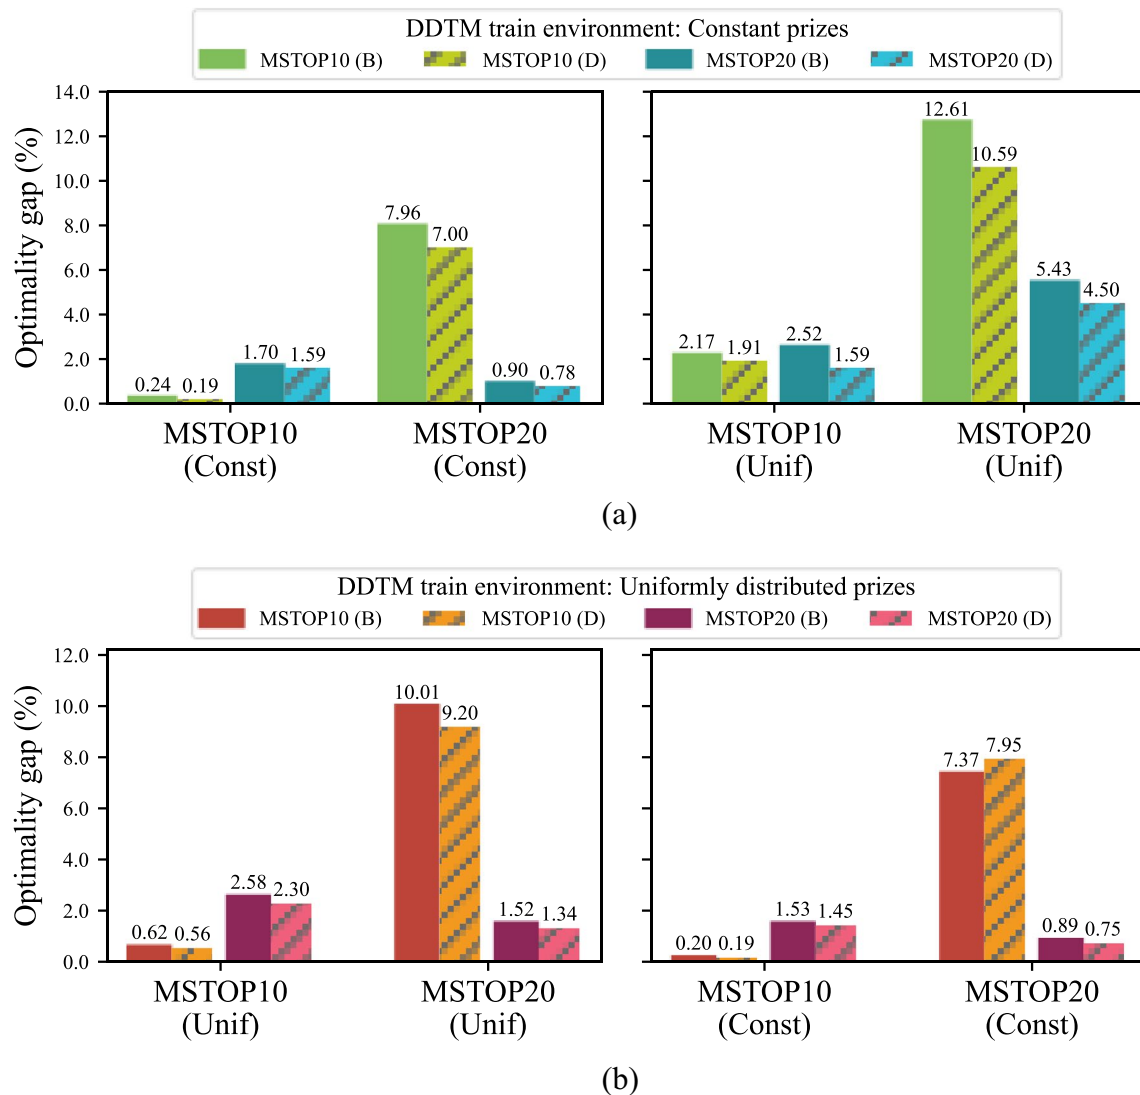 DDTM train environment: Constant prizes
MSTOP10 (B) MSTOP10 (D) MSTOP20 (B) MSTOP20 (D)
Optimality gap (%)
14.0
12.0
10.0
8.0
6.0
4.0
2.0
0.0
0.24 0.19 1.70 1.59 7.96 7.00 0.90 0.78
MSTOP10 MSTOP20
(Const) (Const)
2.17 1.91 2.52 1.59 12.61 10.59 5.43 4.50
MSTOP10 MSTOP20
(Unif) (Unif)
(a)
DDTM train environment: Uniformly distributed prizes
MSTOP10 (B) MSTOP10 (D) MSTOP20 (B) MSTOP20 (D)
Optimality gap (%)
12.0
10.0
8.0
6.0
4.0
2.0
0.0
0.62 0.56 2.58 2.30 10.01 9.20 1.52 1.34
MSTOP10 MSTOP20
(Unif) (Unif)
0.20 0.19 1.53 1.45 7.37 7.95 0.89 0.75
MSTOP10 MSTOP20
(Const) (Const)
(b)